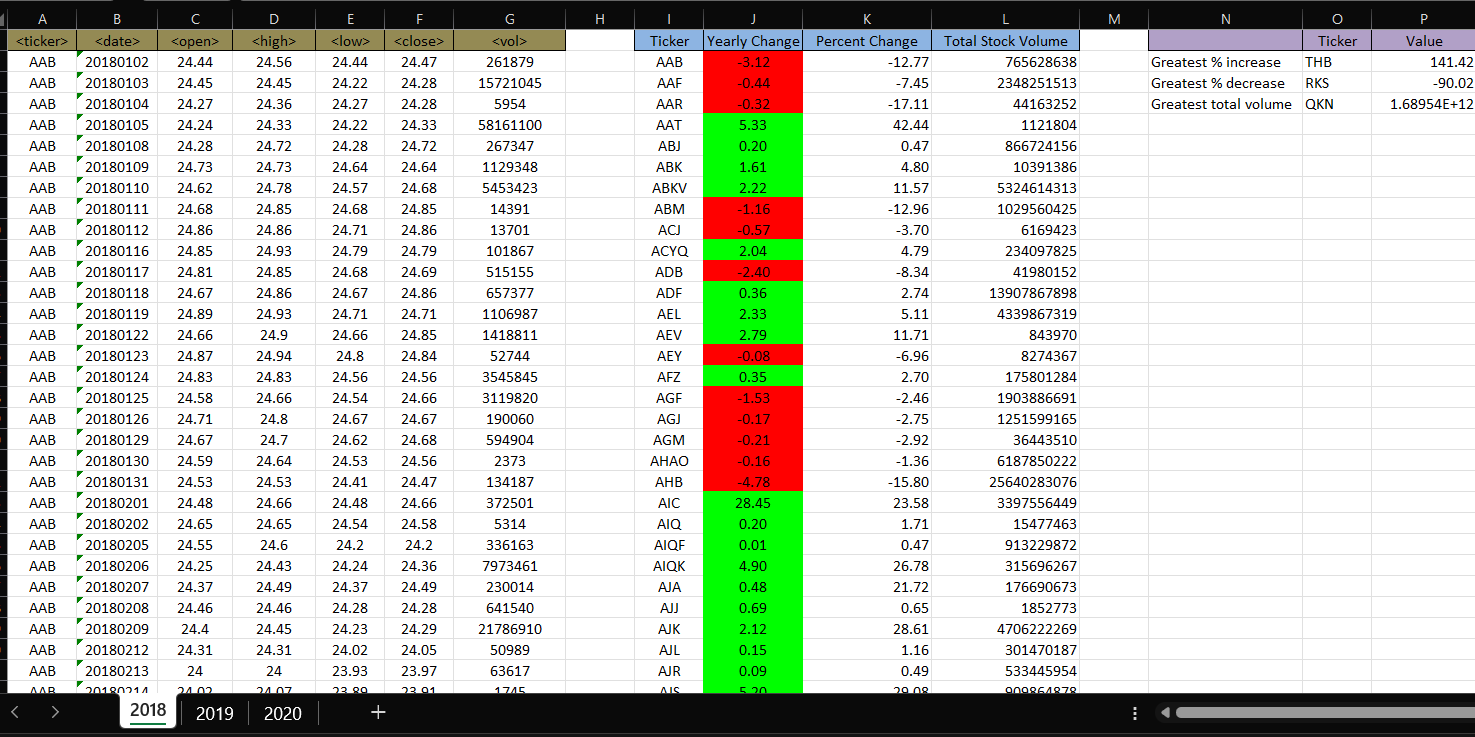 A B C D E F G H I J K L M N O P
<ticker> <date> <open> <high> <low> <close> <vol> Ticker Yearly Change Percent Change Total Stock Volume Ticker Value
AAB 20180102 24.44 24.56 24.44 24.47 261879 AAB -3.12 -12.77 765628638 Greatest % increase THB 141.42
AAB 20180103 24.45 24.45 24.22 24.28 15721045 AAF -0.44 -7.45 2348251513 Greatest % decrease RKS -90.02
AAB 20180104 24.27 24.36 24.27 24.28 5954 AAR -0.32 -17.11 44163252 Greatest total volume QKN 1.68954E+12
AAB 20180105 24.24 24.33 24.22 24.33 58161100 AAT 5.33 42.44 1121804
AAB 20180108 24.28 24.72 24.28 24.72 267347 ABJ 0.20 0.47 866724156
AAB 20180109 24.73 24.73 24.64 24.64 1129348 ABK 1.61 4.80 10391386
AAB 20180110 24.62 24.78 24.57 24.68 5453423 ABKV 2.22 11.57 5324614313
AAB 20180111 24.68 24.85 24.68 24.85 14391 ABM -1.16 -12.96 1029560425
AAB 20180112 24.86 24.86 24.71 24.86 13701 ACJ -0.57 -3.70 6169423
AAB 20180116 24.85 24.93 24.79 24.79 101867 ACYQ 2.04 4.79 234097825
AAB 20180117 24.81 24.85 24.68 24.69 515155 ADB -2.40 -8.34 41980152
AAB 20180118 24.67 24.86 24.67 24.86 657377 ADF 0.36 2.74 13907867898
AAB 20180119 24.89 24.93 24.71 24.71 1106987 AEL 2.33 5.11 4339867319
AAB 20180122 24.66 24.9 24.66 24.85 1418811 AEV 2.79 11.71 843970
AAB 20180123 24.87 24.94 24.8 24.84 52744 AEY -0.08 -6.96 8274367
AAB 20180124 24.83 24.83 24.56 24.56 3545845 AFZ 0.35 2.70 175801284
AAB 20180125 24.58 24.66 24.54 24.66 3119820 AGF -1.53 -2.46 1903886691
AAB 20180126 24.71 24.8 24.67 24.67 190060 AGJ -0.17 -2.75 1251599165
AAB 20180129 24.67 24.7 24.62 24.68 594904 AGM -0.21 -2.92 36443510
AAB 20180130 24.59 24.64 24.53 24.56 2373 AHAO -0.16 -1.36 6187850222
AAB 20180131 24.53 24.53 24.41 24.47 134187 AHB -4.78 -15.80 25640283076
AAB 20180201 24.48 24.66 24.48 24.66 372501 AIC 28.45 23.58 3397556449
AAB 20180202 24.65 24.65 24.54 24.58 5314 AIQ 0.20 1.71 15477463
AAB 20180205 24.55 24.6 24.2 24.2 336163 AIQF 0.01 0.47 913229872
AAB 20180206 24.25 24.43 24.24 24.36 7973461 AIQK 4.90 26.78 315696267
AAB 20180207 24.37 24.49 24.37 24.49 230014 AJA 0.48 21.72 176690673
AAB 20180208 24.46 24.46 24.28 24.28 641540 AJJ 0.69 0.65 1852773
AAB 20180209 24.4 24.45 24.23 24.29 21786910 AJK 2.12 28.61 4706222269
AAB 20180212 24.31 24.31 24.02 24.05 50989 AJL 0.15 1.16 301470187
AAB 20180213 24 24 23.93 23.97 63617 AJR 0.09 0.49 533445954
AAB 20180214 24.02 24.07 23.89 23.91 1745 AJS 5.20 29.08 909864878
2018 2019 2020